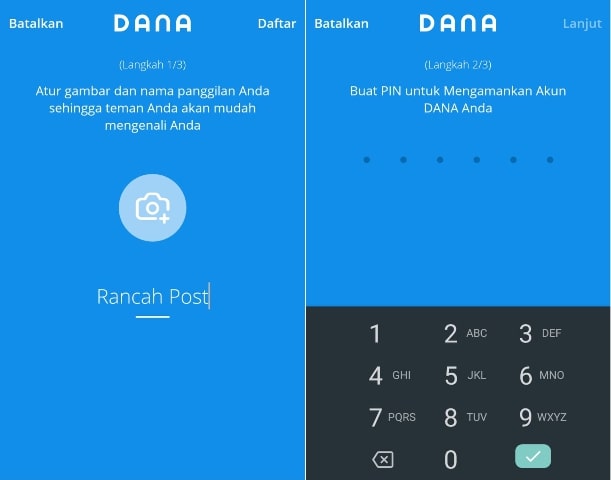 Batalkan DANA Daftar
(Langkah 1/3)
Atur gambar dan nama panggilan Anda
sehingga teman Anda akan mudah
mengenali Anda
Rancah Post
Batalkan DANA Lanjut
(Langkah 2/3)
Buat PIN untuk Mengamankan Akun
DANA Anda
1 2 ABC 3 DEF
4 GHI 5 JKL 6 MNO
7 PQRS 8 TUV 9 WXYZ
0